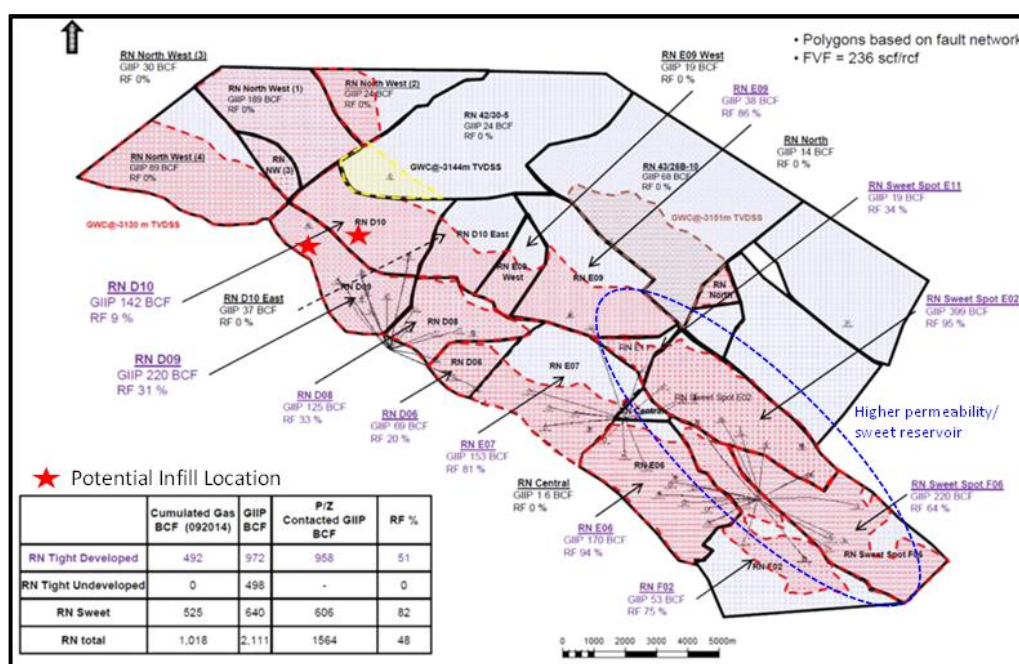 • Polygons based on fault network
• FVF = 236 scf/rcf
RN North West (3)
GIIP 30 BCF
RF 0%
RN North West (1)
GIIP 189 BCF
RF 0%
RN North West (2)
GIIP 24 BCF
RF 0%
RN E09 West
GIIP 19 BCF
RF 0 %
RN E09
GIIP 38 BCF
RF 86 %
RN 42/30-5
GIIP 24 BCF
RF 0 %
RN North
GIIP 14 BCF
RF 0 %
RN North West (4)
GIIP 89 BCF
RF 0%
RN
NW (3)
GWC@-3144m TVDSS
RN 43/26B-10
GIIP 68 BCF
RF 0 %
RN Sweet Spot E11
GIIP 19 BCF
RF 34 %
GWC@-3130 m TVDSS
RN D10
RN D10 East
GWC@-3151m TVDSS
RN E09
West
RN E09
RN
North
RN D10
GIIP 142 BCF
RF 9 %
RN D10 East
GIIP 37 BCF
RF 0 %
RN D09
RN D08
RN Sweet Spot E02
GIIP 399 BCF
RF 95 %
RN D09
GIIP 220 BCF
RF 31 %
RN D06
RN E11
RN E07
RN Sweet Spot E02
RN D08
GIIP 125 BCF
RF 33 %
RN D06
GIIP 69 BCF
RF 20 %
RN Central
Higher permeability/
sweet reservoir
RN E07
GIIP 153 BCF
RF 81 %
RN E06
RN Sweet Spot F06
GIIP 220 BCF
RF 64 %
RN Central
GIIP 1.6 BCF
RF 0 %
RN E06
GIIP 170 BCF
RF 94 %
RN Sweat Spot F06
RN F02
GIIP 53 BCF
RF 75 %
Potential Infill Location
Cumulated Gas BCF (092014) GIIP BCF P/Z Contacted GIIP BCF RF %
RN Tight Developed 492 972 958 51
RN Tight Undeveloped 0 498 - 0
RN Sweet 525 640 606 82
RN total 1,018 2,111 1564 48
0 1000 2000 3000 4000 5000m